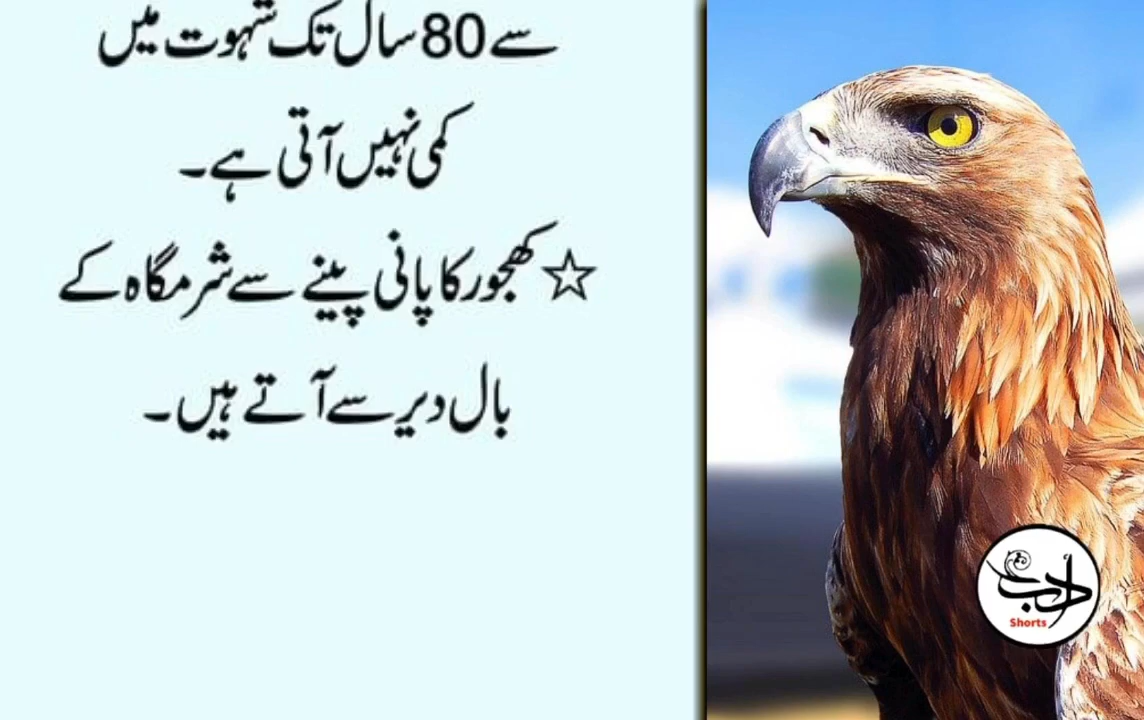 سے 80 سال تک شہوت میں
کمی نہیں آتی ہے۔
☆ کھجور کا پانی پینے سے شرمگاہ کے
بال دیر سے آتے ہیں۔
ادب
Shorts